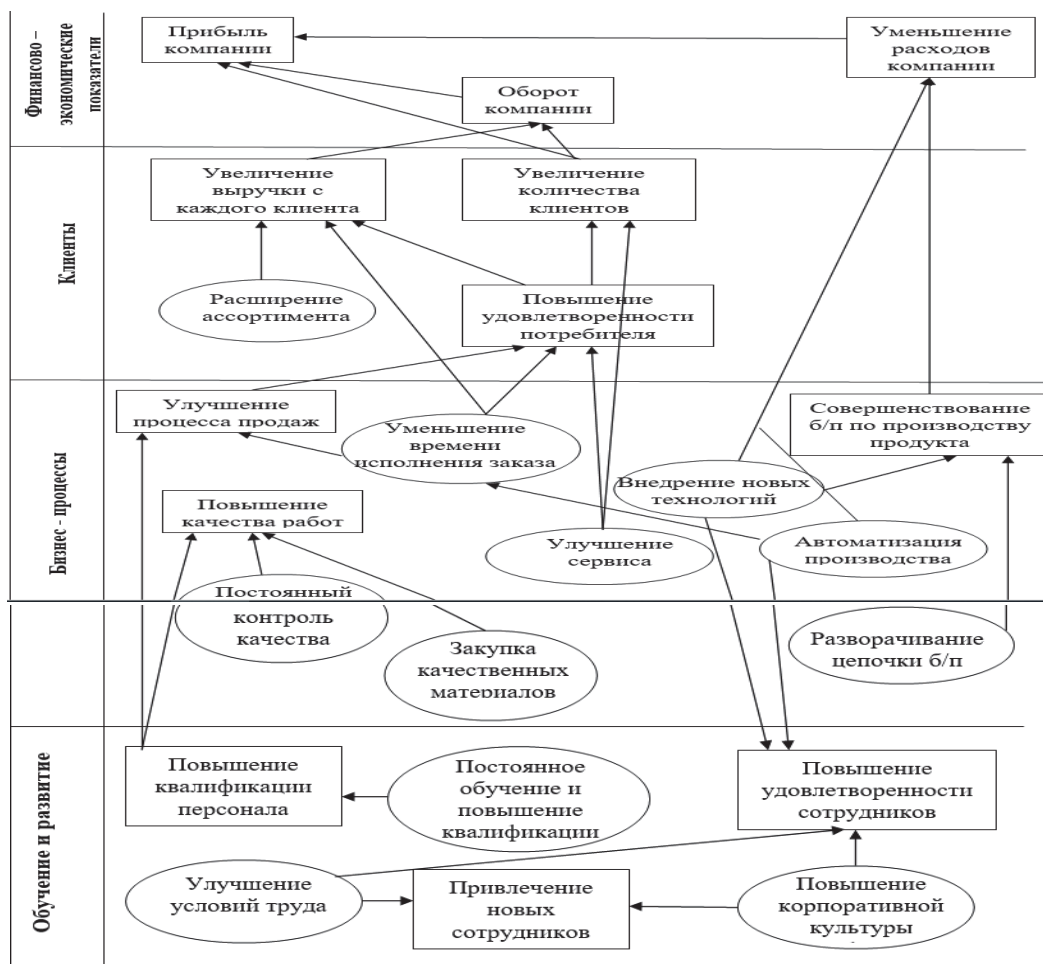 Финансово –
экономические
показатели
Прибыль
компании
Уменьшение
расходов
компании
Оборот
компании
Клиенты
Увеличение
выручки с
каждого клиента
Увеличение
количества
клиентов
Расширение
ассортимента
Повышение
удовлетворенности
потребителя
Бизнес - процессы
Улучшение
процесса продаж
Уменьшение
времени
исполнения заказа
Совершенствование
б/п по производству
продукта
Внедрение новых
технологий
Повышение
качества работ
Улучшение
сервиса
Автоматизация
производства
Постоянный
контроль
качества
Закупка
качественных
материалов
Разворачивание
цепочки б/п
Обучение и развитие
Повышение
квалификации
персонала
Постоянное
обучение и
повышение
квалификации
Повышение
удовлетворенности
сотрудников
Улучшение
условий труда
Привлечение
новых
сотрудников
Повышение
корпоративной
культуры